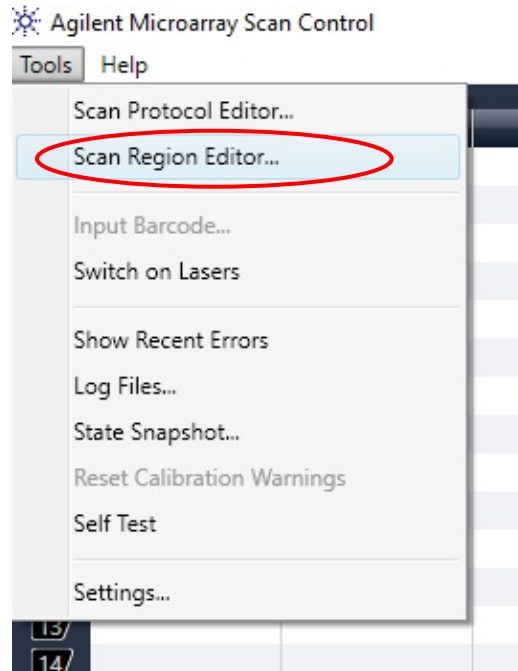 Agilent Microarray Scan Control
Tools Help
Scan Protocol Editor...
Scan Region Editor...
Input Barcode...
Switch on Lasers
Show Recent Errors
Log Files...
State Snapshot...
Reset Calibration Warnings
Self Test
Settings...
13
14